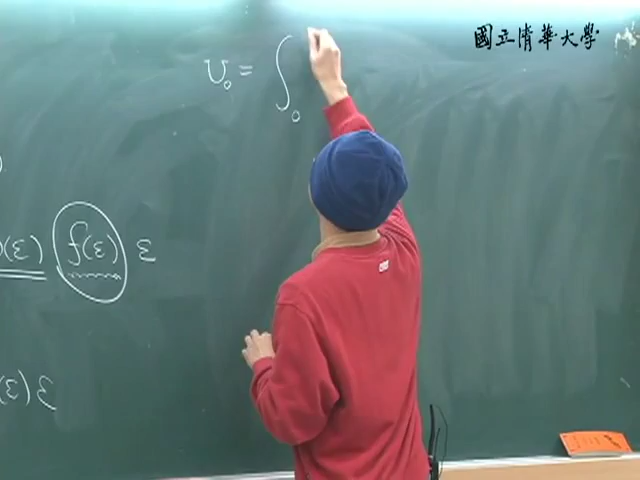 國立清華大學
U₀ = ∫₀
(ε) f(ε) ε
(ε) ε